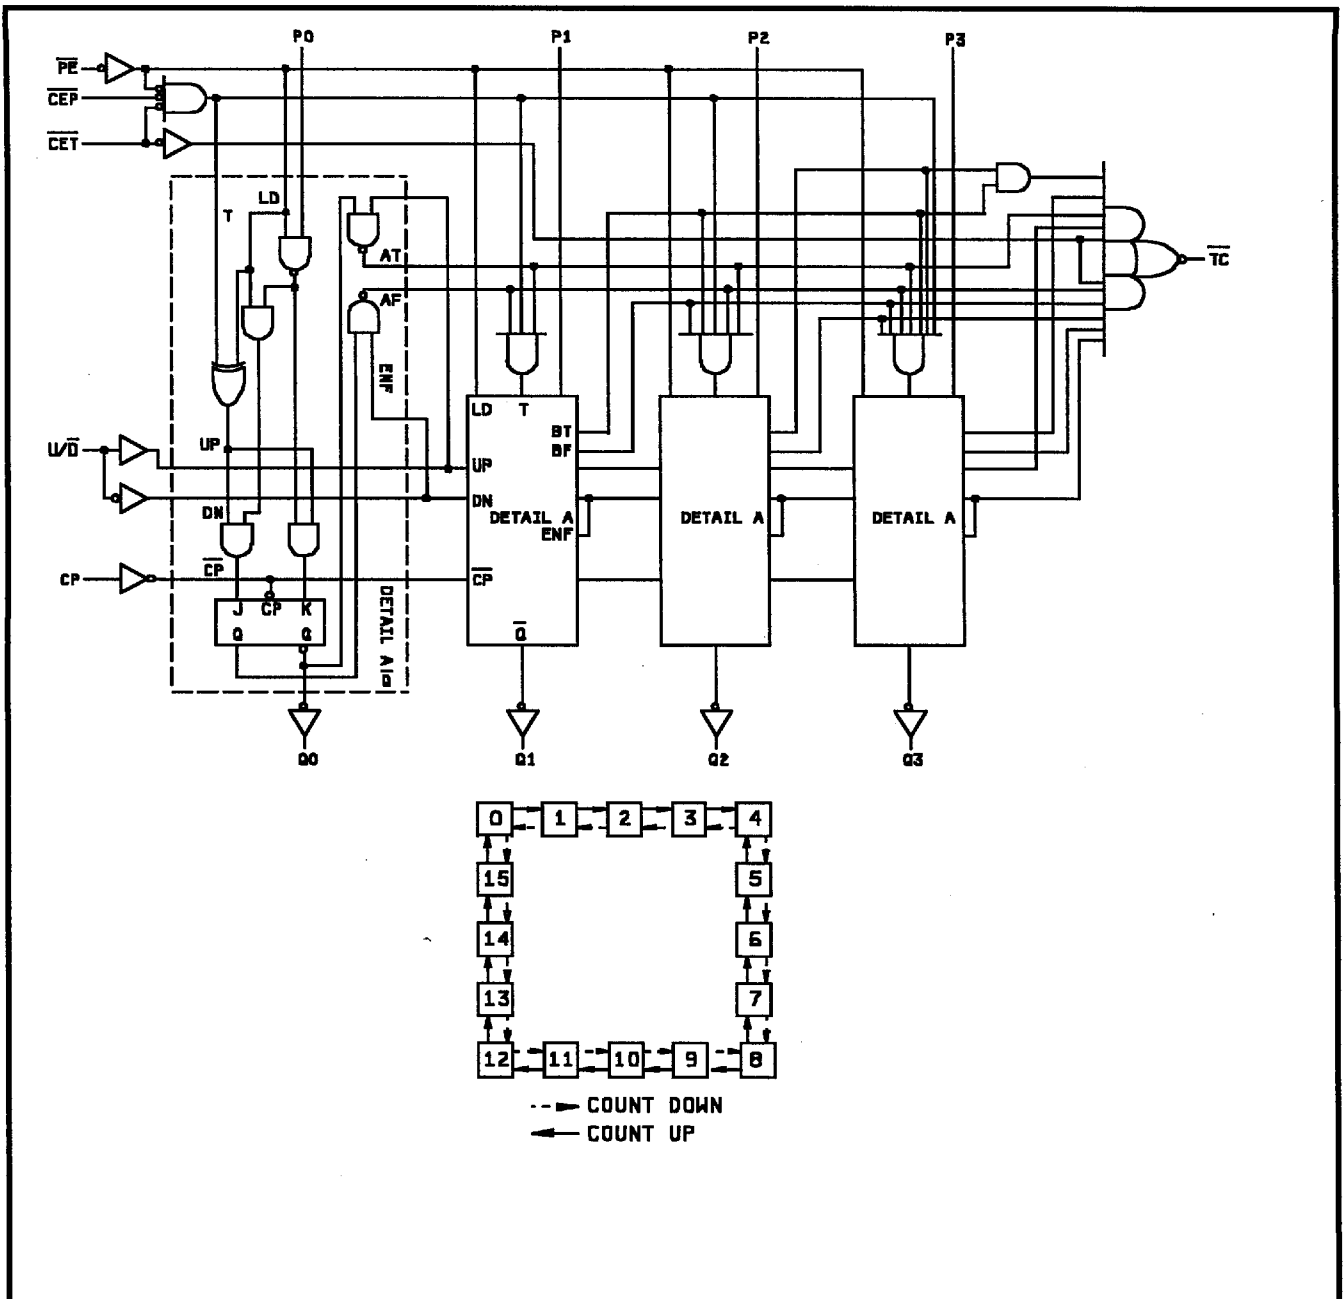 P0 P1 P2 P3
PE
CEP
CET
LD
T
AT
TC
AF
ENF
LD T
BT
U/D UP BF
UP
DN
DN DETAIL A DETAIL A DETAIL A
ENF
CP CP CP
J CP K
DETAIL A
Q Q Q
Q0 Q1 Q2 Q3
0 1 2 3 4
15 5
14 6
13 7
12 11 10 9 8
COUNT DOWN
COUNT UP